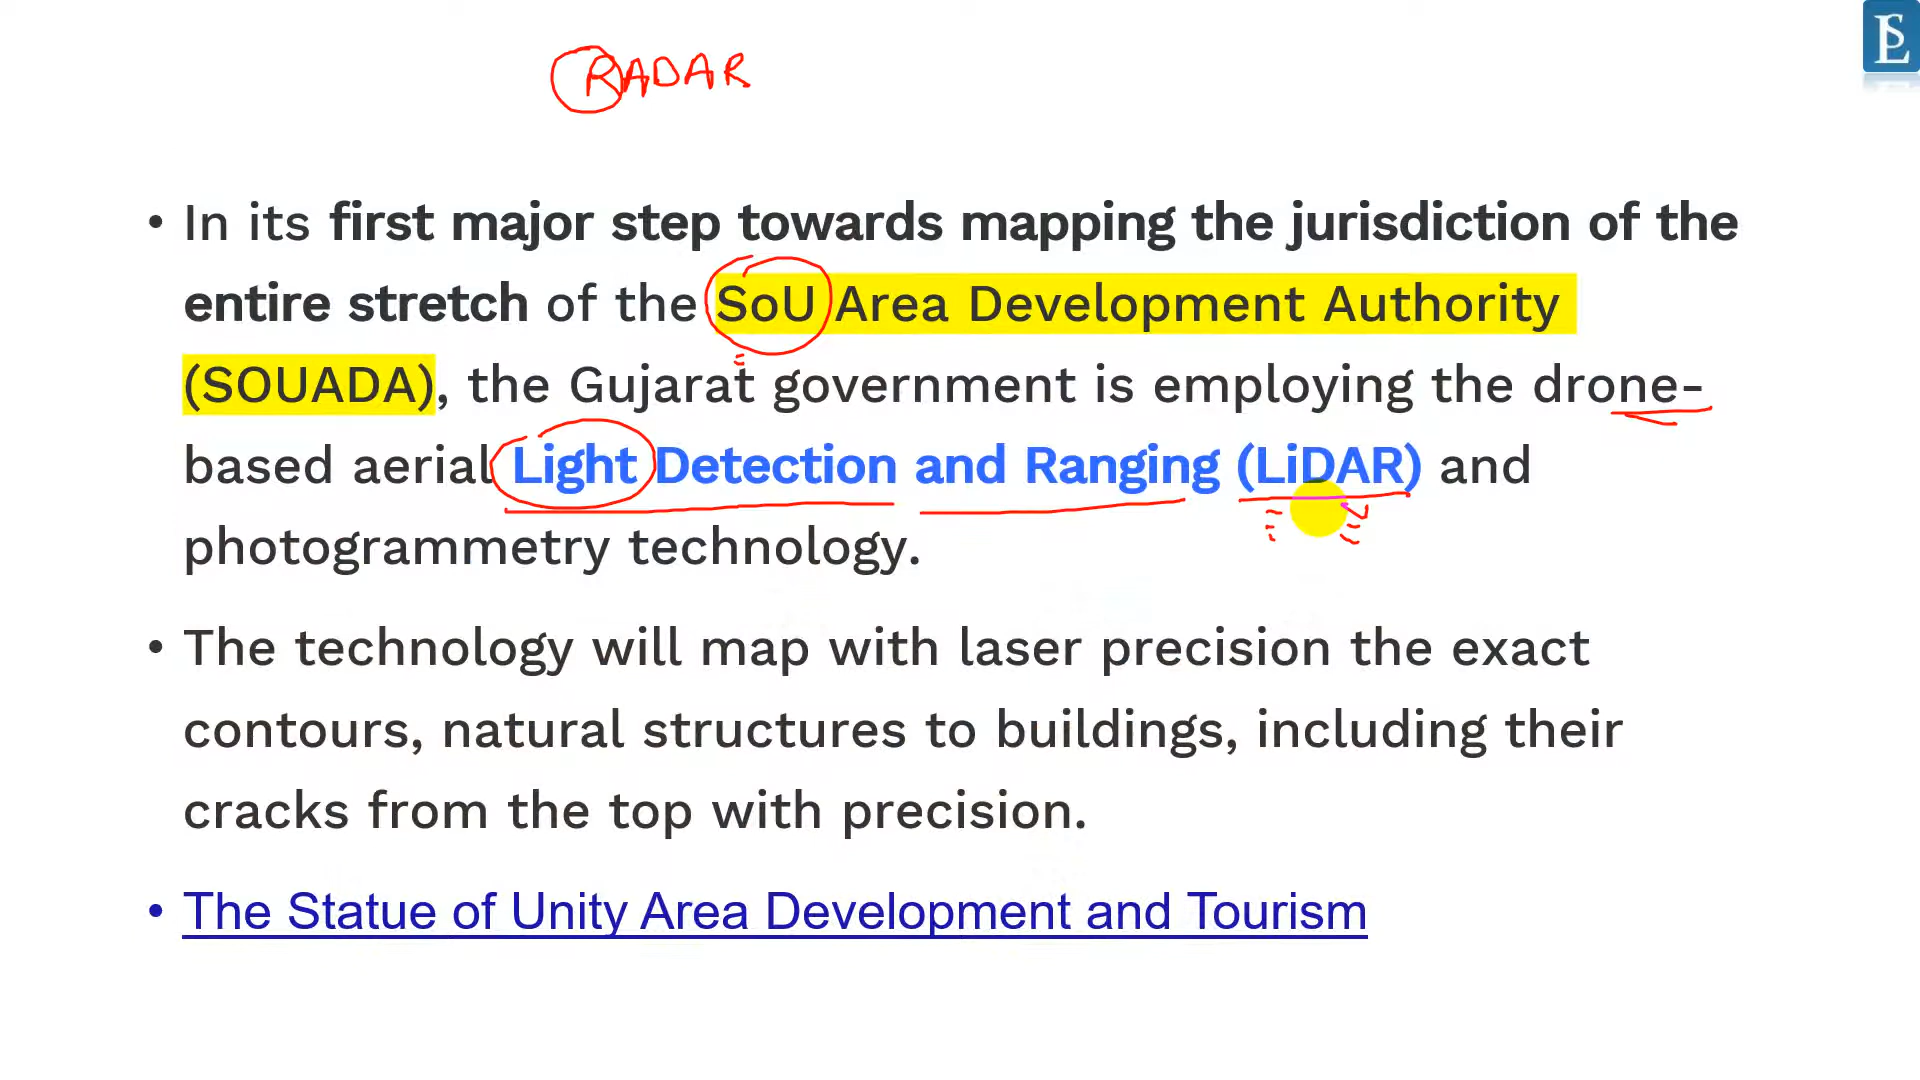 RADAR
• In its first major step towards mapping the jurisdiction of the
entire stretch of the SoU Area Development Authority
(SOUADA), the Gujarat government is employing the drone-
based aerial Light Detection and Ranging (LiDAR) and
photogrammetry technology.
• The technology will map with laser precision the exact
contours, natural structures to buildings, including their
cracks from the top with precision.
• The Statue of Unity Area Development and Tourism